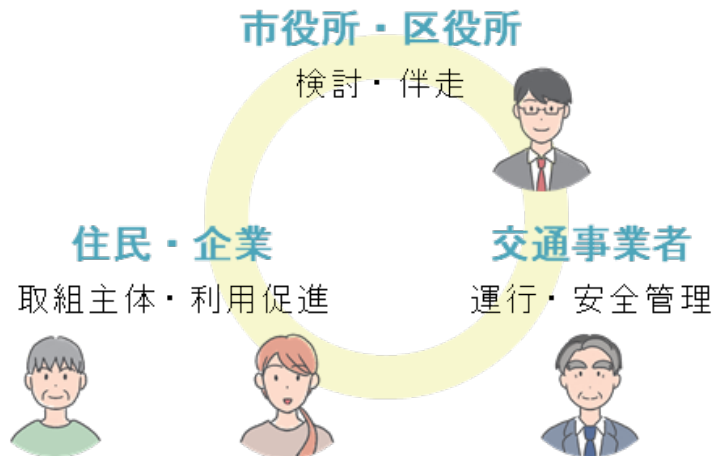 市役所・区役所
検討・伴走
住民・企業
取組主体・利用促進
交通事業者
運行・安全管理